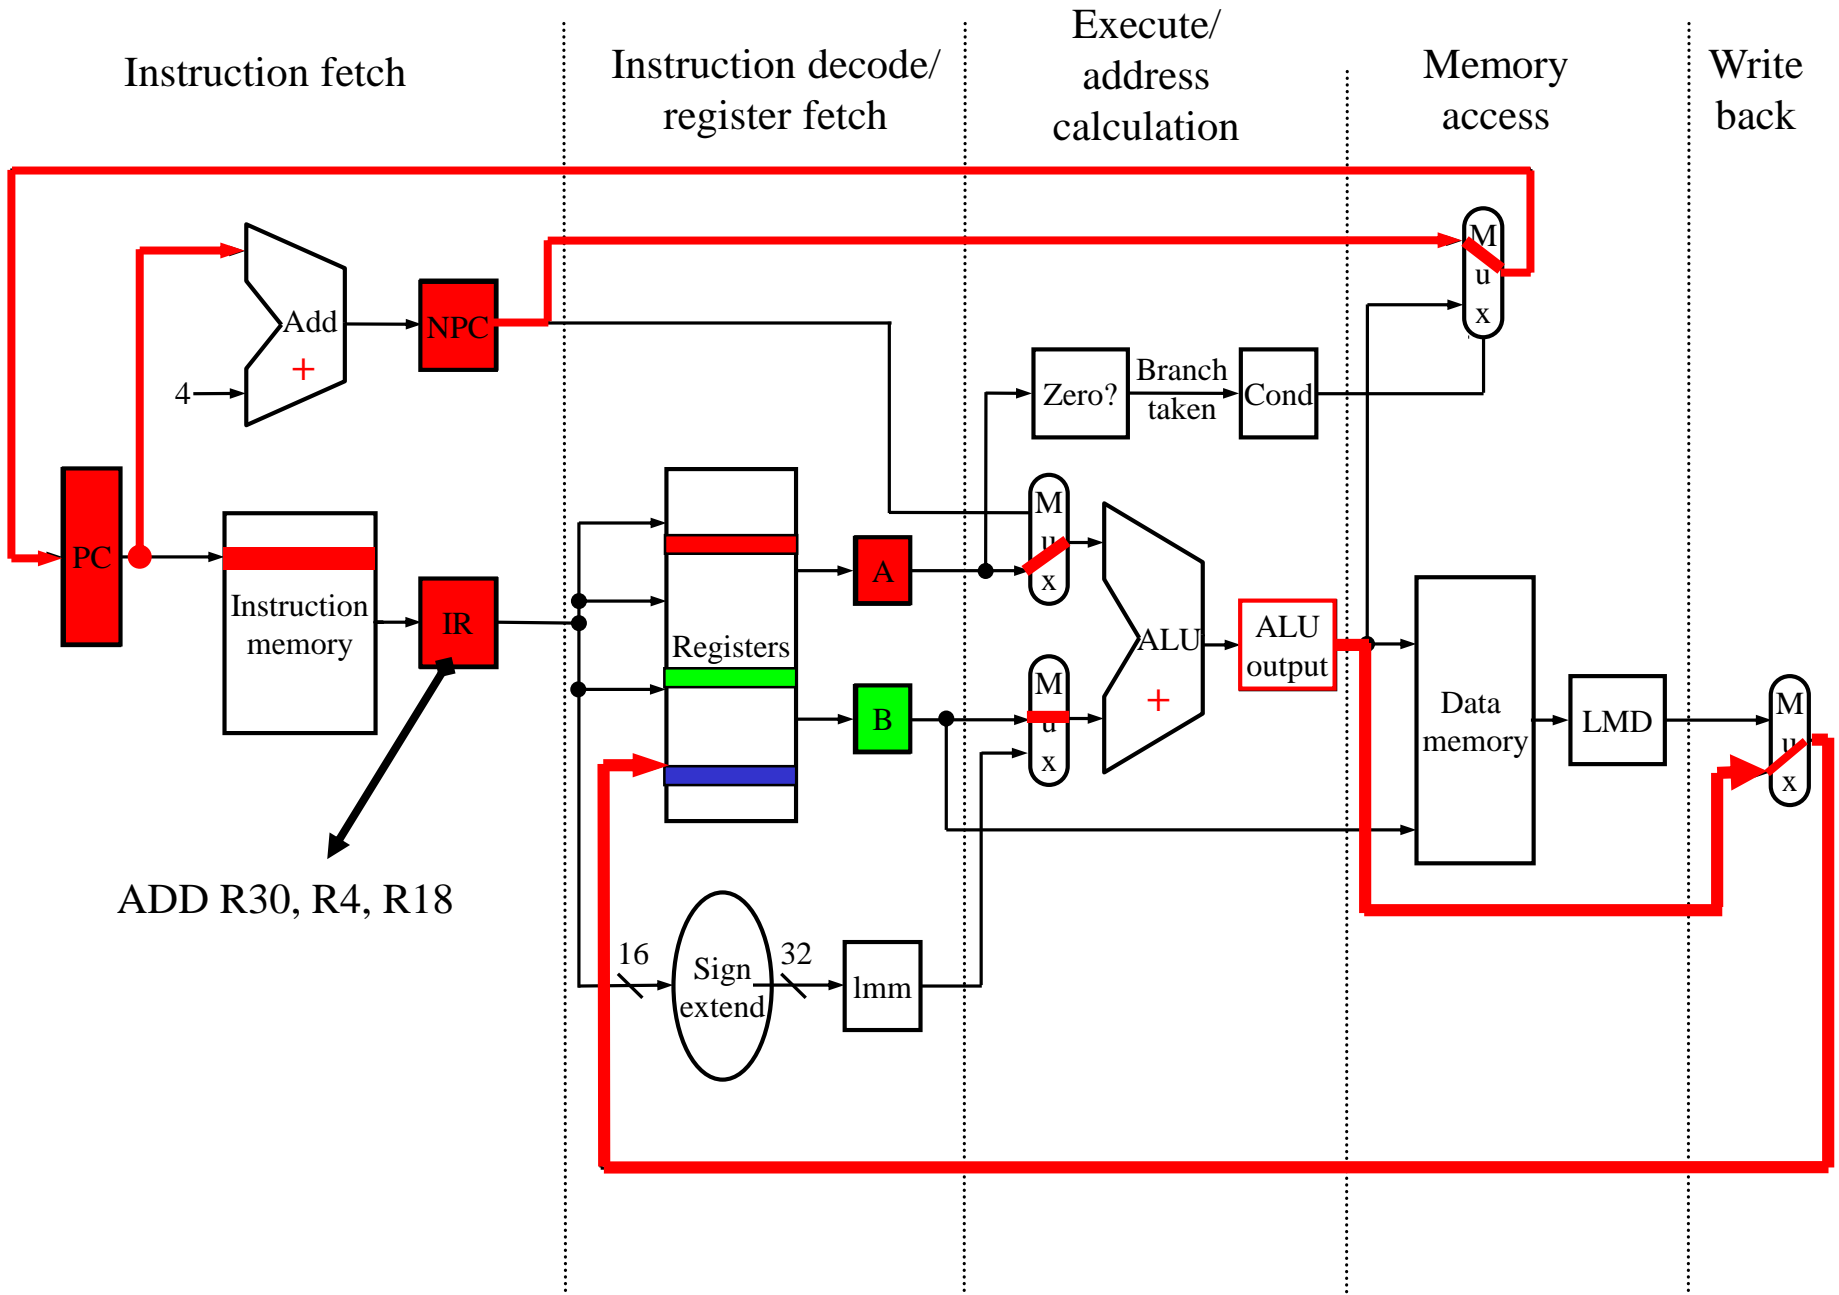 Instruction fetch
Instruction decode/
register fetch
Execute/
address
calculation
Memory
access
Write
back
M
u
x
Add
+
NPC
4
Zero?
Branch
taken
Cond
PC
Instruction
memory
IR
Registers
A
B
M
u
x
M
u
x
ALU
+
ALU
output
Data
memory
LMD
M
u
x
ADD R30, R4, R18
16
Sign
extend
32
lmm